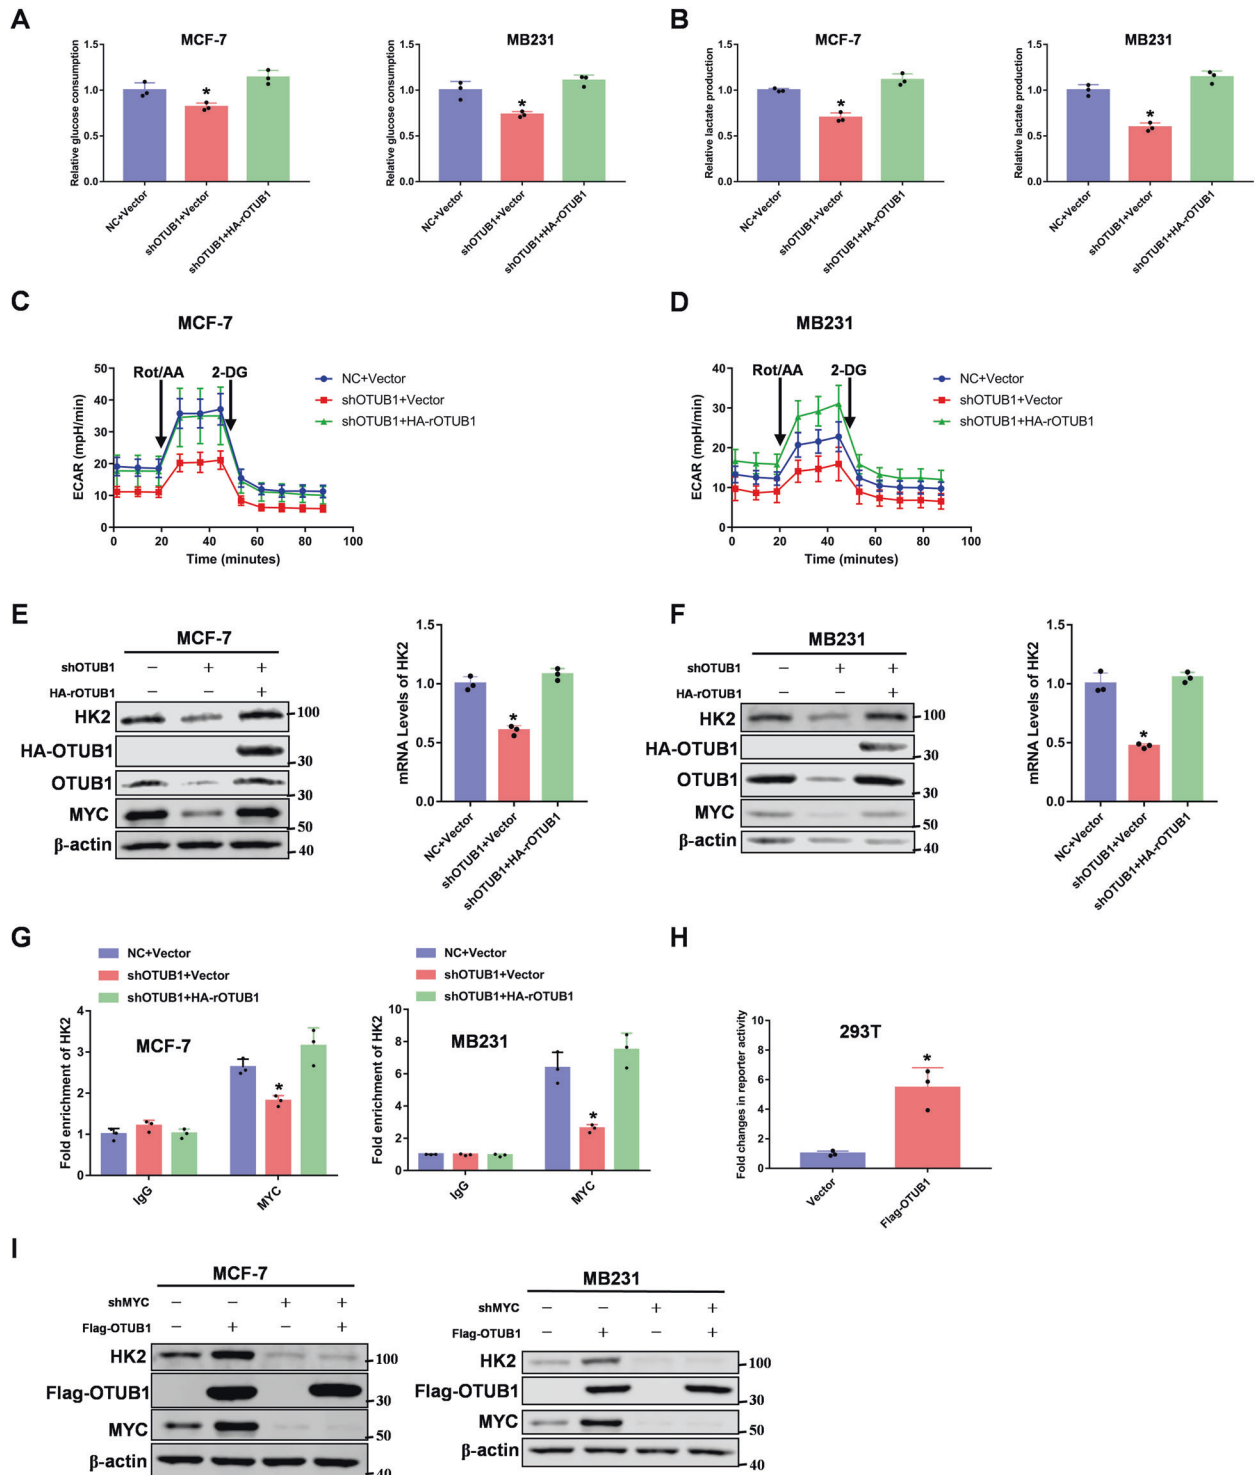 A
MCF-7
Relative glucose consumption
1.5
1.0
0.5
0.0
NC+Vector
shOTUB1+Vector
shOTUB1+HA-rOTUB1
*
MB231
Relative glucose consumption
1.5
1.0
0.5
0.0
NC+Vector
shOTUB1+Vector
shOTUB1+HA-rOTUB1
*
B
MCF-7
Relative lactate production
1.5
1.0
0.5
0.0
NC+Vector
shOTUB1+Vector
shOTUB1+HA-rOTUB1
*
MB231
Relative lactate production
1.5
1.0
0.5
0.0
NC+Vector
shOTUB1+Vector
shOTUB1+HA-rOTUB1
*
C
MCF-7
ECAR (mpH/min)
50
40
30
20
10
0
Rot/AA
2-DG
0 20 40 60 80 100
Time (minutes)
NC+Vector
shOTUB1+Vector
shOTUB1+HA-rOTUB1
D
MB231
ECAR (mpH/min)
40
30
20
10
0
Rot/AA
2-DG
0 20 40 60 80 100
Time (minutes)
NC+Vector
shOTUB1+Vector
shOTUB1+HA-rOTUB1
E
MCF-7
shOTUB1 – + +
HA-rOTUB1 – – +
HK2 100
HA-OTUB1 30
OTUB1 30
MYC 50
β-actin 40
mRNA Levels of HK2
1.5
1.0
0.5
0.0
*
NC+Vector
shOTUB1+Vector
shOTUB1+HA-rOTUB1
F
MB231
shOTUB1 – + +
HA-rOTUB1 – – +
HK2 100
HA-OTUB1 30
OTUB1 30
MYC 50
β-actin 40
mRNA Levels of HK2
1.5
1.0
0.5
0.0
*
NC+Vector
shOTUB1+Vector
shOTUB1+HA-rOTUB1
G
NC+Vector
shOTUB1+Vector
shOTUB1+HA-rOTUB1
MCF-7
Fold enrichment of HK2
4
3
2
1
0
*
IgG
MYC
NC+Vector
shOTUB1+Vector
shOTUB1+HA-rOTUB1
MB231
Fold enrichment of HK2
10
8
6
4
2
0
*
IgG
MYC
H
293T
Fold changes in reporter activity
10
8
6
4
2
0
*
Vector
Flag-OTUB1
I
MCF-7
shMYC – – + +
Flag-OTUB1 – + – +
HK2 100
Flag-OTUB1 30
MYC 50
β-actin 40
MB231
shMYC – – + +
Flag-OTUB1 – + – +
HK2 100
Flag-OTUB1 30
MYC 50
β-actin 40